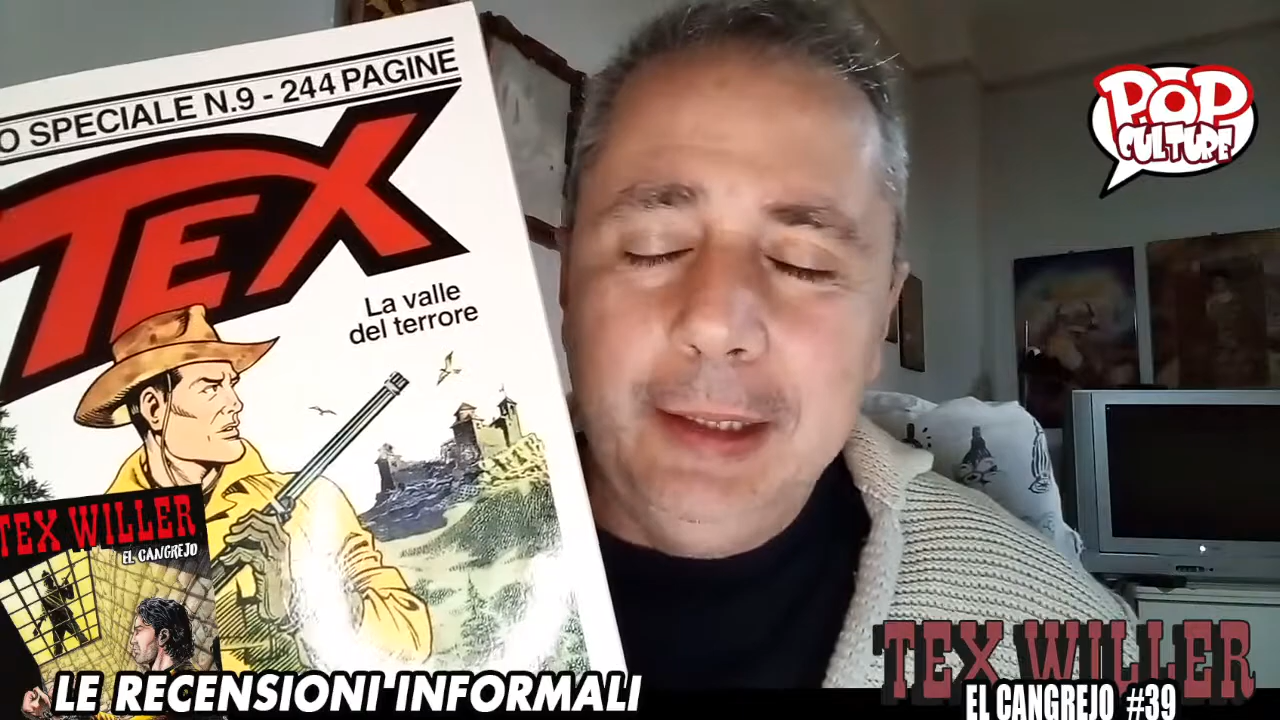 O SPECIALE N.9 - 244 PAGINE
TEX
La valle
del terrore
POP
CULTURE
TEX WILLER
EL CANGREJO
LE RECENSIONI INFORMALI
TEX WILLER
EL CANGREJO #39